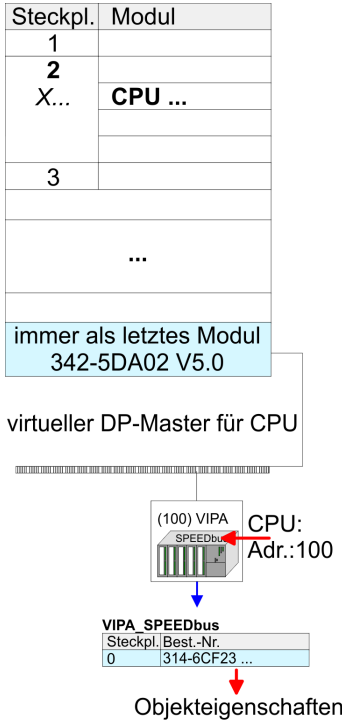 Steckpl. Modul
1
2
X... CPU ...
3
...
immer als letztes Modul
342-5DA02 V5.0
virtueller DP-Master für CPU
(100) VIPA
SPEEDbus
CPU:
Adr.:100
VIPA_SPEEDbus
Steckpl. Best.-Nr.
0 314-6CF23 ...
Objekteigenschaften